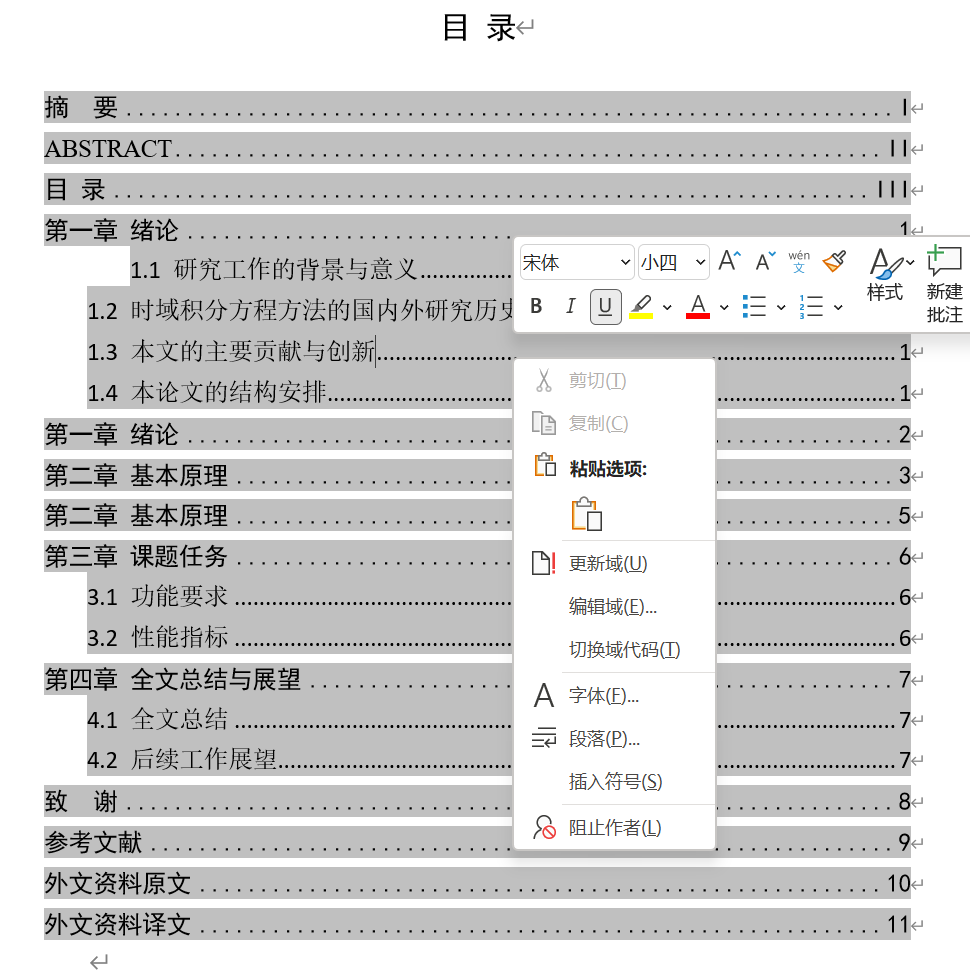 目 录
摘 要 I
ABSTRACT II
目 录 III
第一章 绪论 1
1.1 研究工作的背景与意义
1.2 时域积分方程方法的国内外研究历史
宋体 小四 A A wén 文
样式 新建批注
B I U A
1.3 本文的主要贡献与创新 1
1.4 本论文的结构安排 1
第一章 绪论 2
第二章 基本原理 3
第二章 基本原理 5
第三章 课题任务 6
3.1 功能要求 6
3.2 性能指标 6
第四章 全文总结与展望 7
4.1 全文总结 7
4.2 后续工作展望 7
致 谢 8
参考文献 9
外文资料原文 10
外文资料译文 11
剪切(T)
复制(C)
粘贴选项:
更新域(U)
编辑域(E)...
切换域代码(T)
字体(F)...
段落(P)...
插入符号(S)
阻止作者(L)